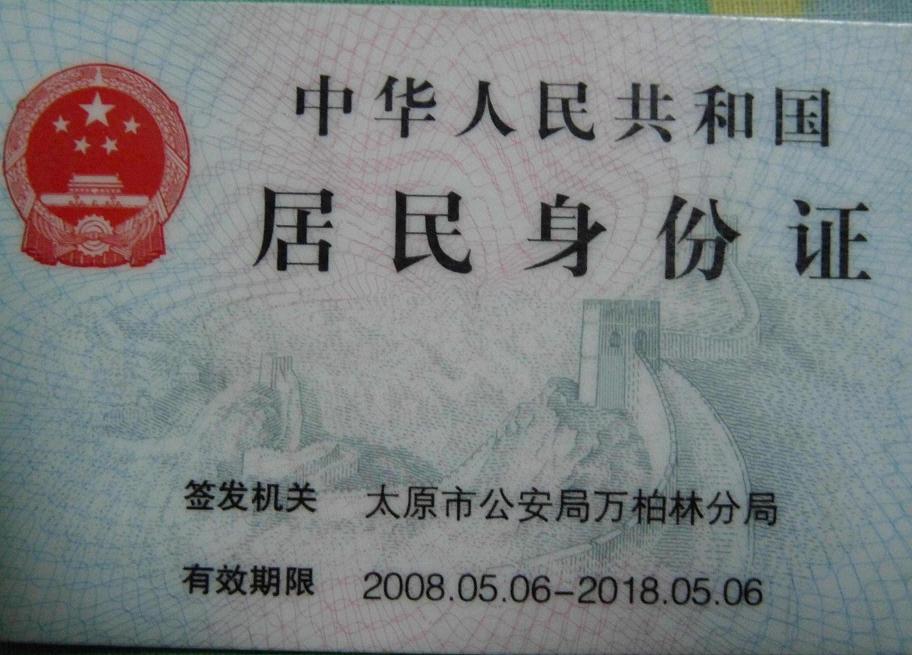 中华人民共和国
居民身份证
签发机关 太原市公安局万柏林分局
有效期限 2008.05.06-2018.05.06